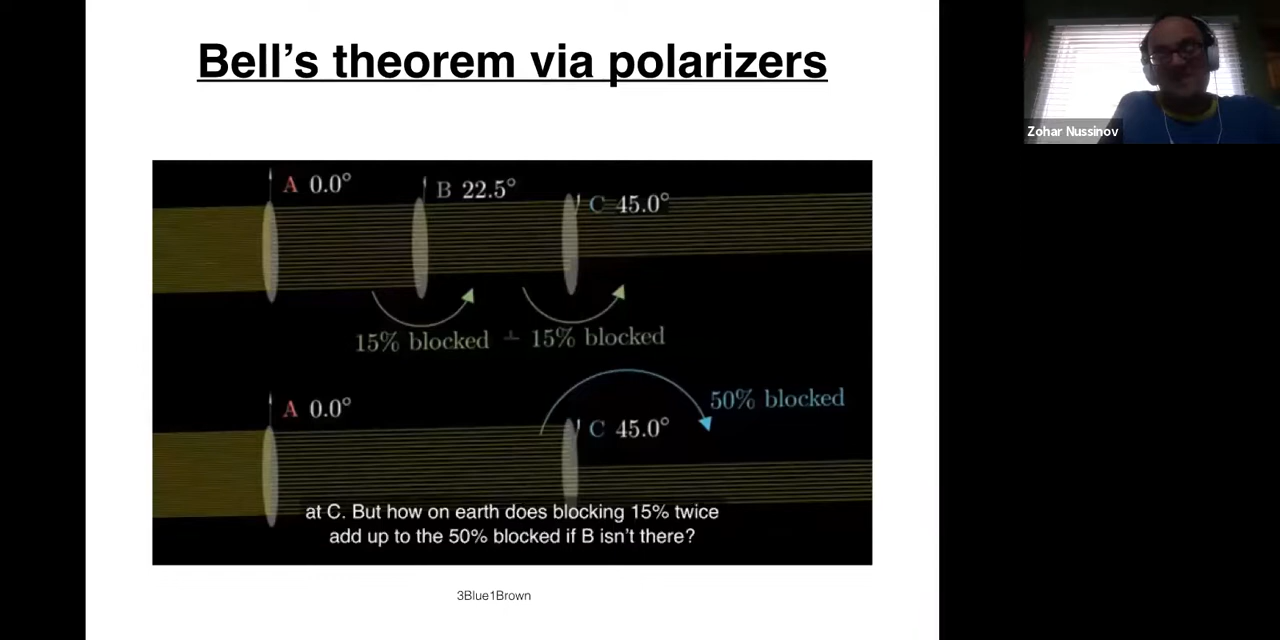 Bell's theorem via polarizers
Zohar Nussinov
A 0.0°
B 22.5°
C 45.0°
15% blocked + 15% blocked
A 0.0°
C 45.0°
50% blocked
at C. But how on earth does blocking 15% twice
add up to the 50% blocked if B isn't there?
3Blue1Brown